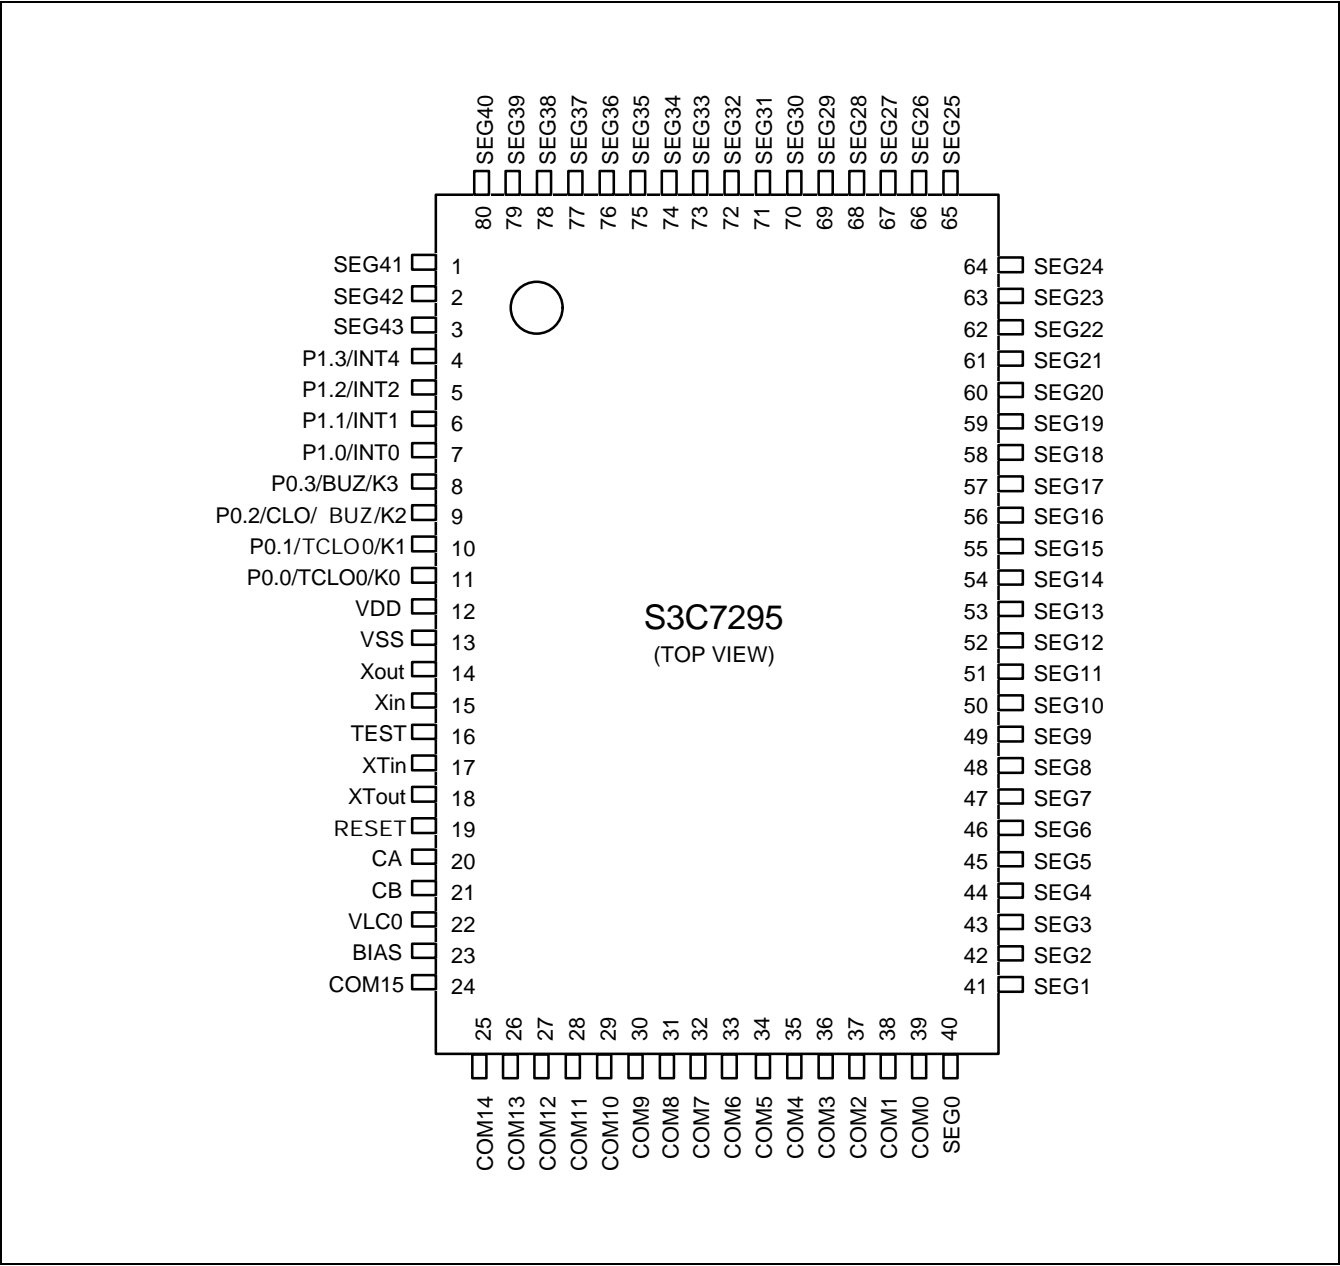 SEG40 SEG39 SEG38 SEG37 SEG36 SEG35 SEG34 SEG33 SEG32 SEG31 SEG30 SEG29 SEG28 SEG27 SEG26 SEG25
80 79 78 77 76 75 74 73 72 71 70 69 68 67 66 65
SEG41 1 64 SEG24
SEG42 2 63 SEG23
SEG43 3 62 SEG22
P1.3/INT4 4 61 SEG21
P1.2/INT2 5 60 SEG20
P1.1/INT1 6 59 SEG19
P1.0/INT0 7 58 SEG18
P0.3/BUZ/K3 8 57 SEG17
P0.2/CLO/ BUZ/K2 9 56 SEG16
P0.1/TCLO0/K1 10 55 SEG15
P0.0/TCLO0/K0 11 54 SEG14
VDD 12 53 SEG13
S3C7295
VSS 13 52 SEG12
(TOP VIEW)
Xout 14 51 SEG11
Xin 15 50 SEG10
TEST 16 49 SEG9
XTin 17 48 SEG8
XTout 18 47 SEG7
RESET 19 46 SEG6
CA 20 45 SEG5
CB 21 44 SEG4
VLC0 22 43 SEG3
BIAS 23 42 SEG2
COM15 24 41 SEG1
25 26 27 28 29 30 31 32 33 34 35 36 37 38 39 40
COM14 COM13 COM12 COM11 COM10 COM9 COM8 COM7 COM6 COM5 COM4 COM3 COM2 COM1 COM0 SEG0